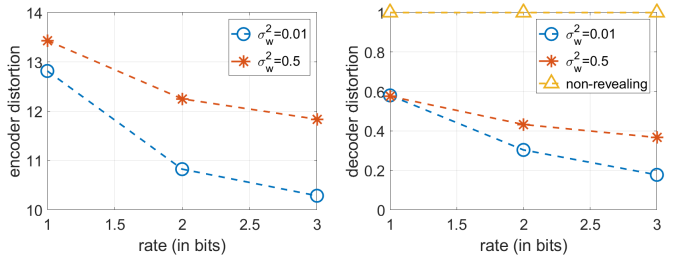 14
13
12
11
10
encoder distortion
1
1.5
2
2.5
3
rate (in bits)
σ²w=0.01
σ²w=0.5
1
0.8
0.6
0.4
0.2
0
decoder distortion
1
1.5
2
2.5
3
rate (in bits)
σ²w=0.01
σ²w=0.5
non-revealing